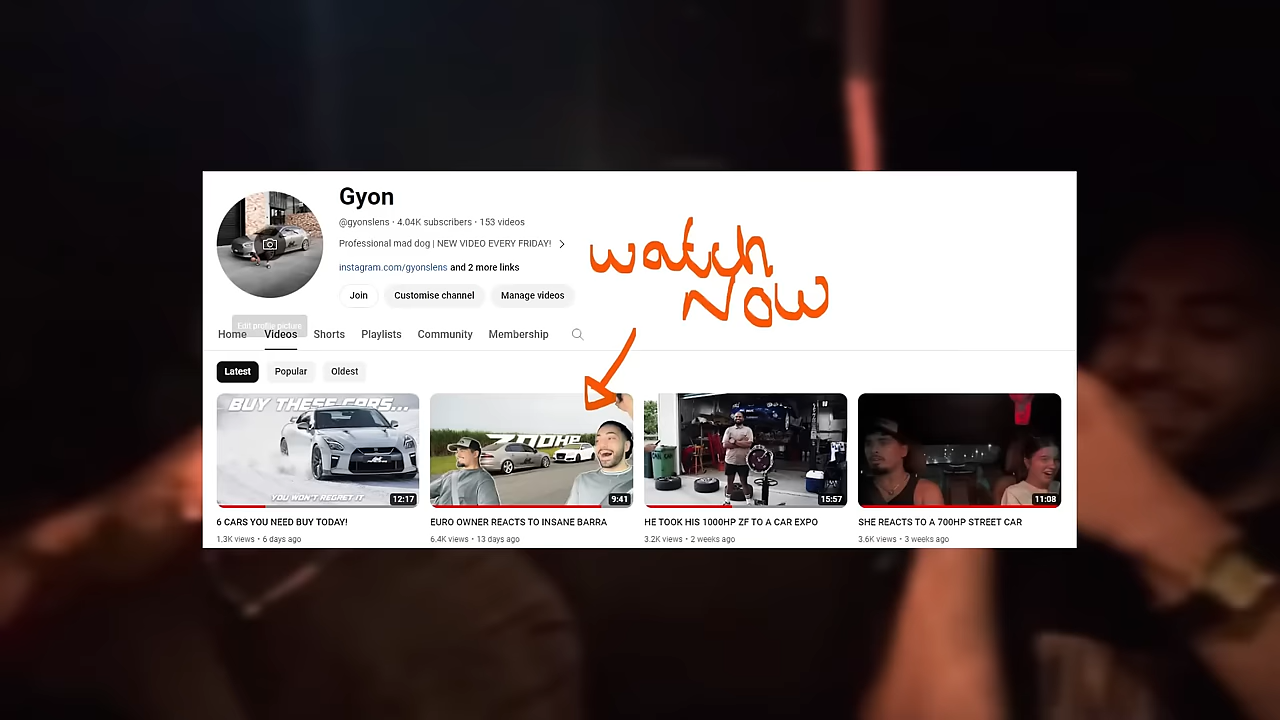 Gyon
@gyonslens · 4.04K subscribers · 153 videos
Professional mad dog | NEW VIDEO EVERY FRIDAY!
instagram.com/gyonslens and 2 more links
Join Customise channel Manage videos
watch
NOW
Edit profile picture
Home Videos Shorts Playlists Community Membership
Latest Popular Oldest
BUY THESE CARS...
YOU WON'T REGRET IT
12:17
700HP
9:41
15:57
11:08
6 CARS YOU NEED BUY TODAY!
1.3K views · 6 days ago
EURO OWNER REACTS TO INSANE BARRA
6.4K views · 13 days ago
HE TOOK HIS 1000HP ZF TO A CAR EXPO
3.2K views · 2 weeks ago
SHE REACTS TO A 700HP STREET CAR
3.6K views · 3 weeks ago